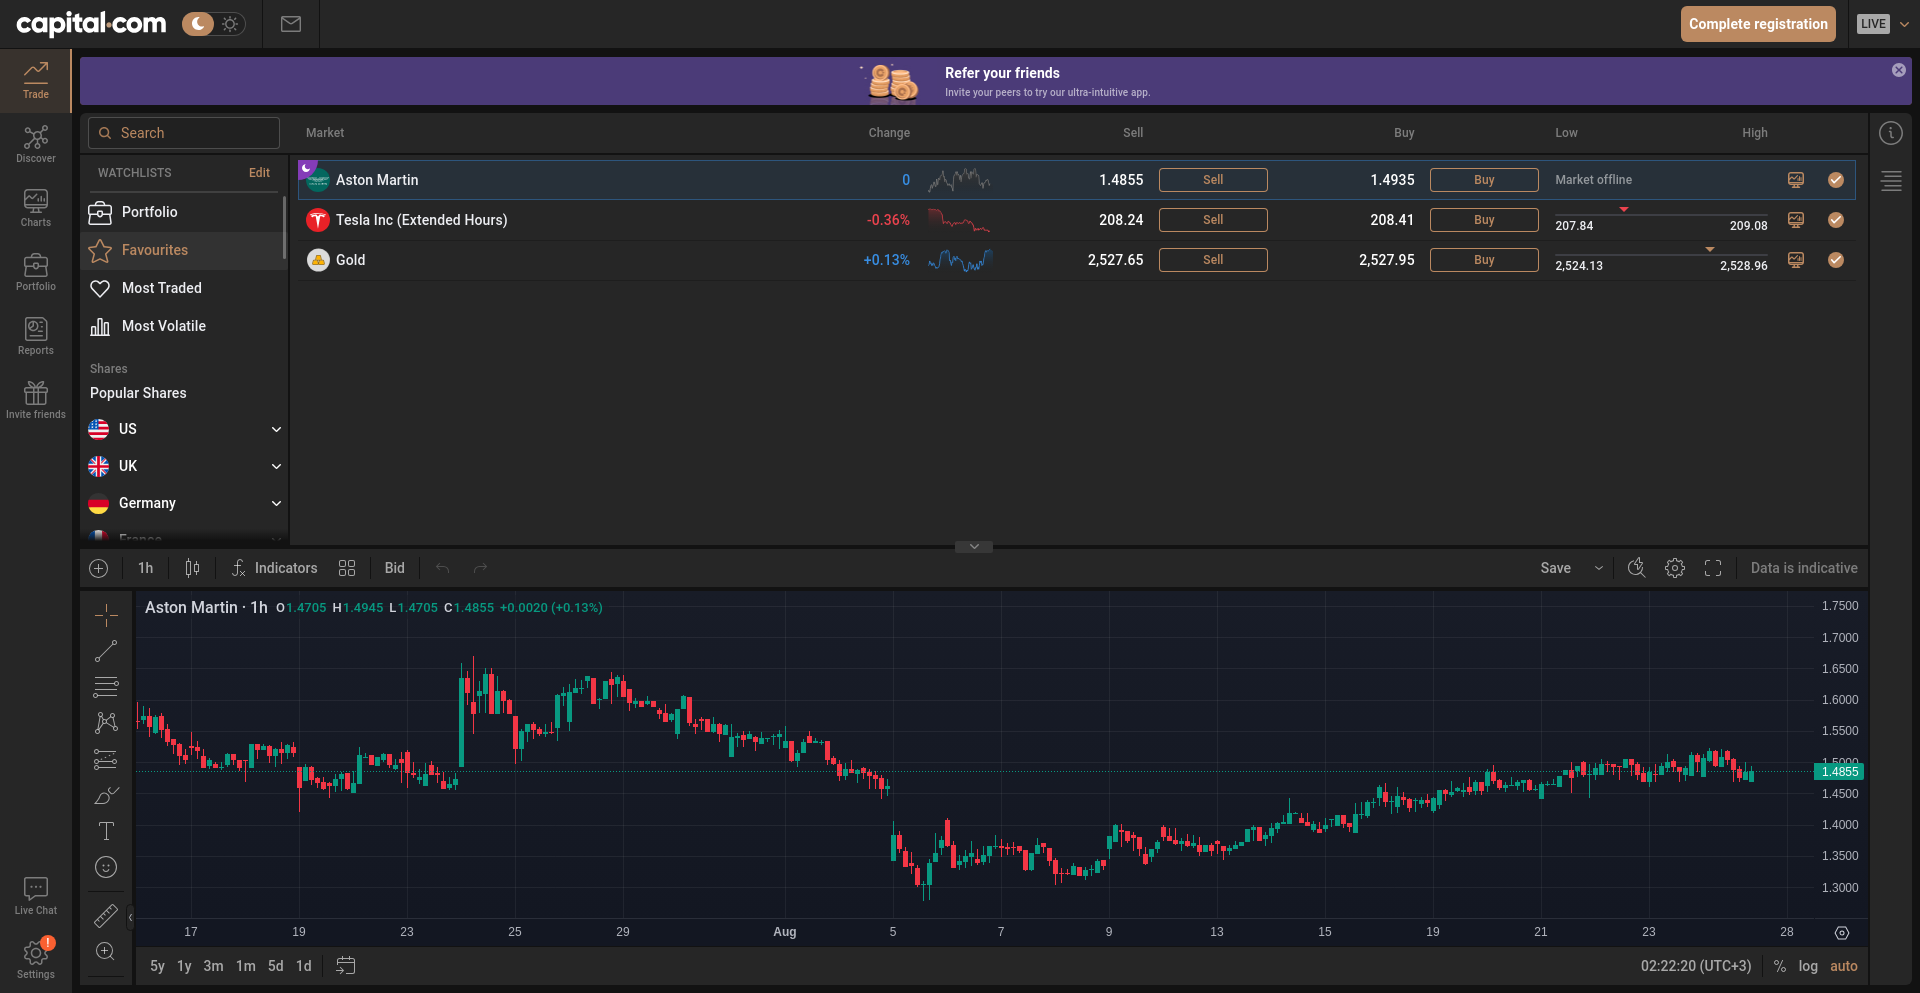 capital.com
Complete registration
LIVE
Trade
Discover
Charts
Portfolio
Reports
Invite friends
Live Chat
!
Settings
Refer your friends
Invite your peers to try our ultra-intuitive app.
Search
WATCHLISTS Edit
Portfolio
Favourites
Most Traded
Most Volatile
Shares
Popular Shares
US
UK
Germany
France
Market Change Sell Buy Low High
Aston Martin 0 1.4855 Sell 1.4935 Buy Market offline
Tesla Inc (Extended Hours) -0.36% 208.24 Sell 208.41 Buy 207.84 209.08
Gold +0.13% 2,527.65 Sell 2,527.95 Buy 2,524.13 2,528.96
1h Indicators Bid Save Data is indicative
Aston Martin · 1h O1.4705 H1.4945 L1.4705 C1.4855 +0.0020 (+0.13%)
1.7500
1.7000
1.6500
1.6000
1.5500
1.5000
1.4855
1.4500
1.4000
1.3500
1.3000
17 19 23 25 29 Aug 5 7 9 13 15 19 21 23 28
5y 1y 3m 1m 5d 1d 02:22:20 (UTC+3) % log auto